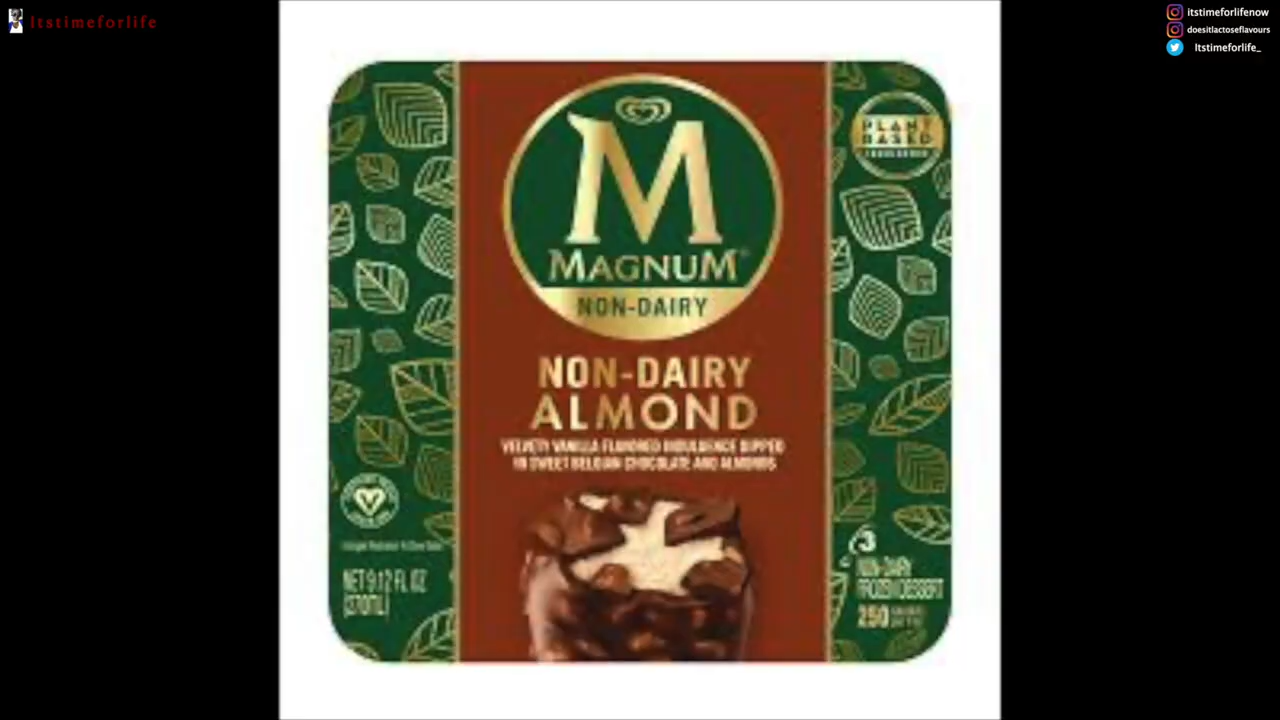 Itstimeforlife
itstimeforlifenow
doesitlactoseflavours
Itstimeforlife_
PLANT
BASED
M
MAGNUM
NON-DAIRY
NON-DAIRY
ALMOND
VELVETY VANILLA FLAVORED INDULGENCE DIPPED
IN SWEET BELGIAN CHOCOLATE AND ALMONDS
NET 9.12 FL OZ
(270mL)
3
NON-DAIRY
FROZEN DESSERT
250